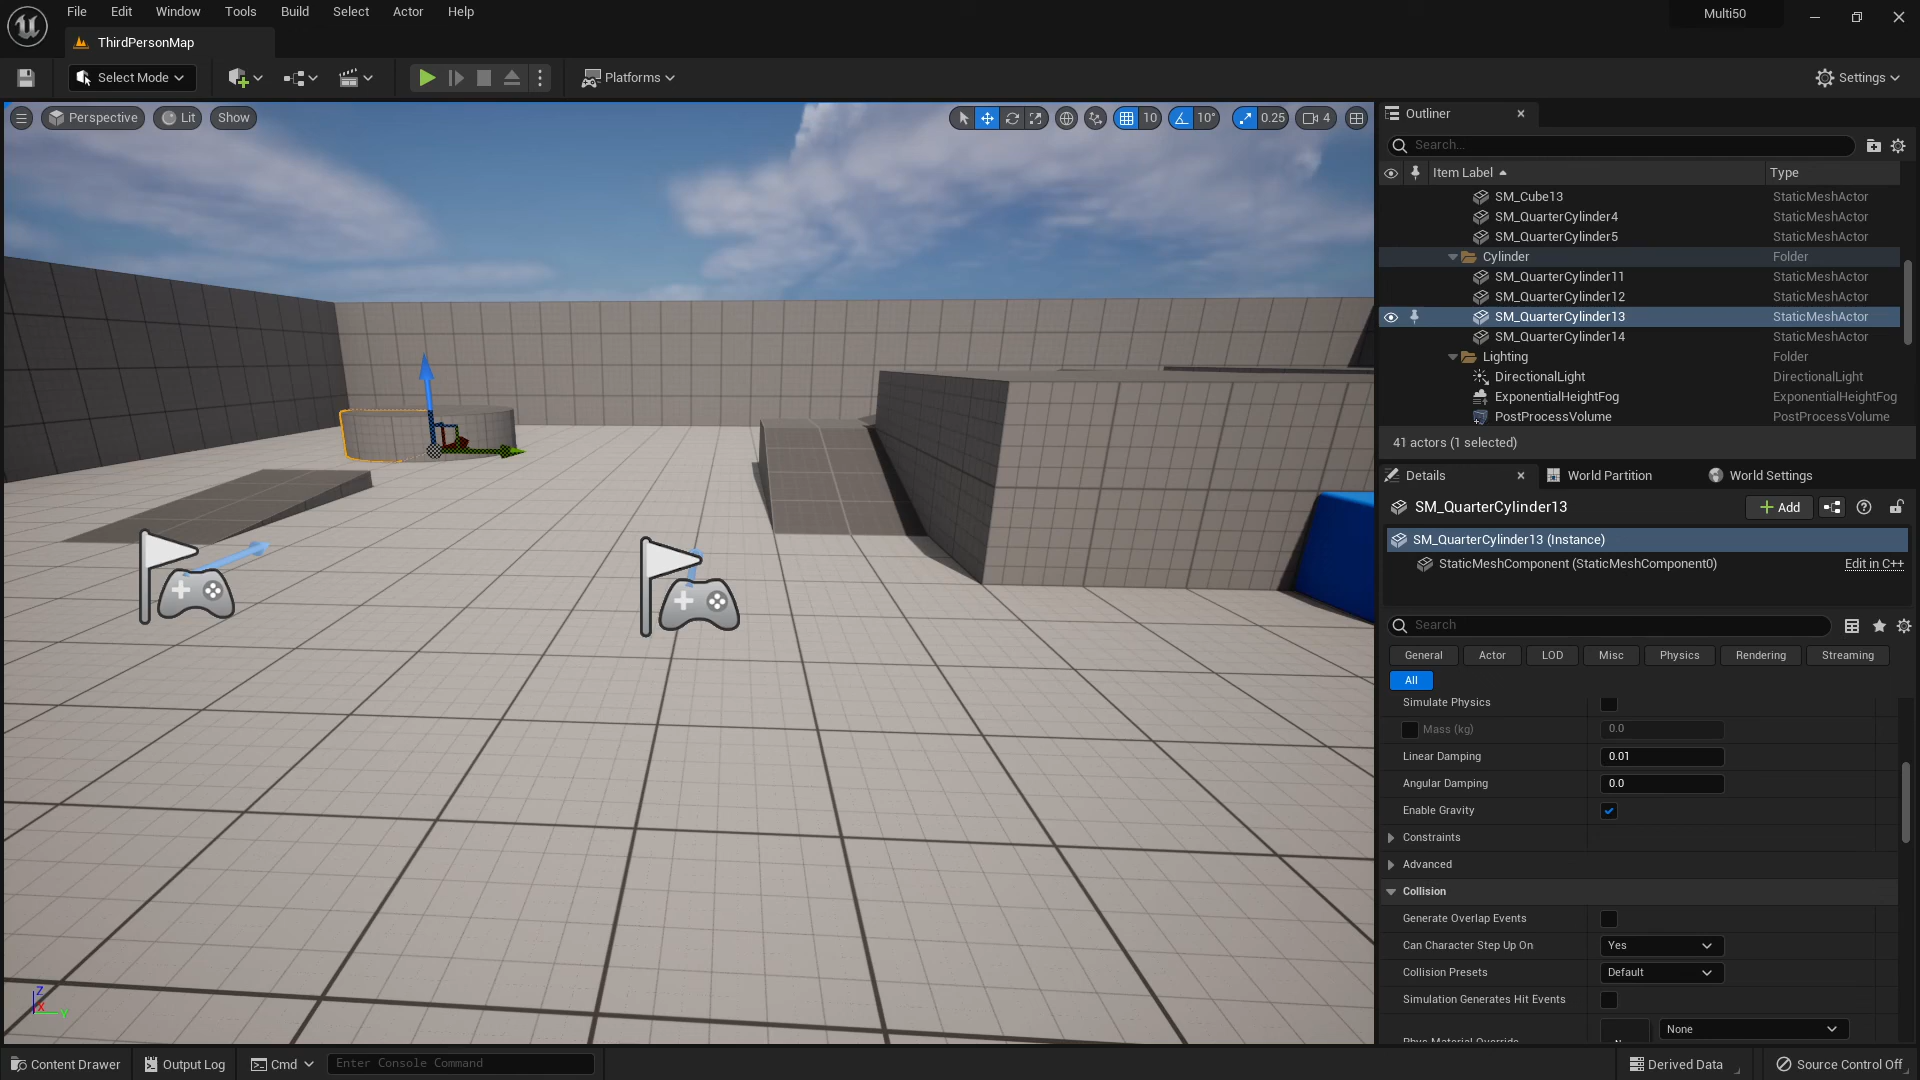 File Edit Window Tools Build Select Actor Help
Multi50
ThirdPersonMap
Select Mode
Platforms
Settings
Perspective Lit Show
10 10° 0.25 4
Outliner
Search...
Item Label Type
SM_Cube13 StaticMeshActor
SM_QuarterCylinder4 StaticMeshActor
SM_QuarterCylinder5 StaticMeshActor
Cylinder Folder
SM_QuarterCylinder11 StaticMeshActor
SM_QuarterCylinder12 StaticMeshActor
SM_QuarterCylinder13 StaticMeshActor
SM_QuarterCylinder14 StaticMeshActor
Lighting Folder
DirectionalLight DirectionalLight
ExponentialHeightFog ExponentialHeightFog
PostProcessVolume PostProcessVolume
41 actors (1 selected)
Details World Partition World Settings
SM_QuarterCylinder13
Add
SM_QuarterCylinder13 (Instance)
StaticMeshComponent (StaticMeshComponent0) Edit in C++
Search
General Actor LOD Misc Physics Rendering Streaming
All
Simulate Physics
Mass (kg) 0.0
Linear Damping 0.01
Angular Damping 0.0
Enable Gravity
Constraints
Advanced
Collision
Generate Overlap Events
Can Character Step Up On Yes
Collision Presets Default
Simulation Generates Hit Events
None
Phys Material Override
Z
X
Y
Content Drawer Output Log Cmd Enter Console Command
Derived Data Source Control Off